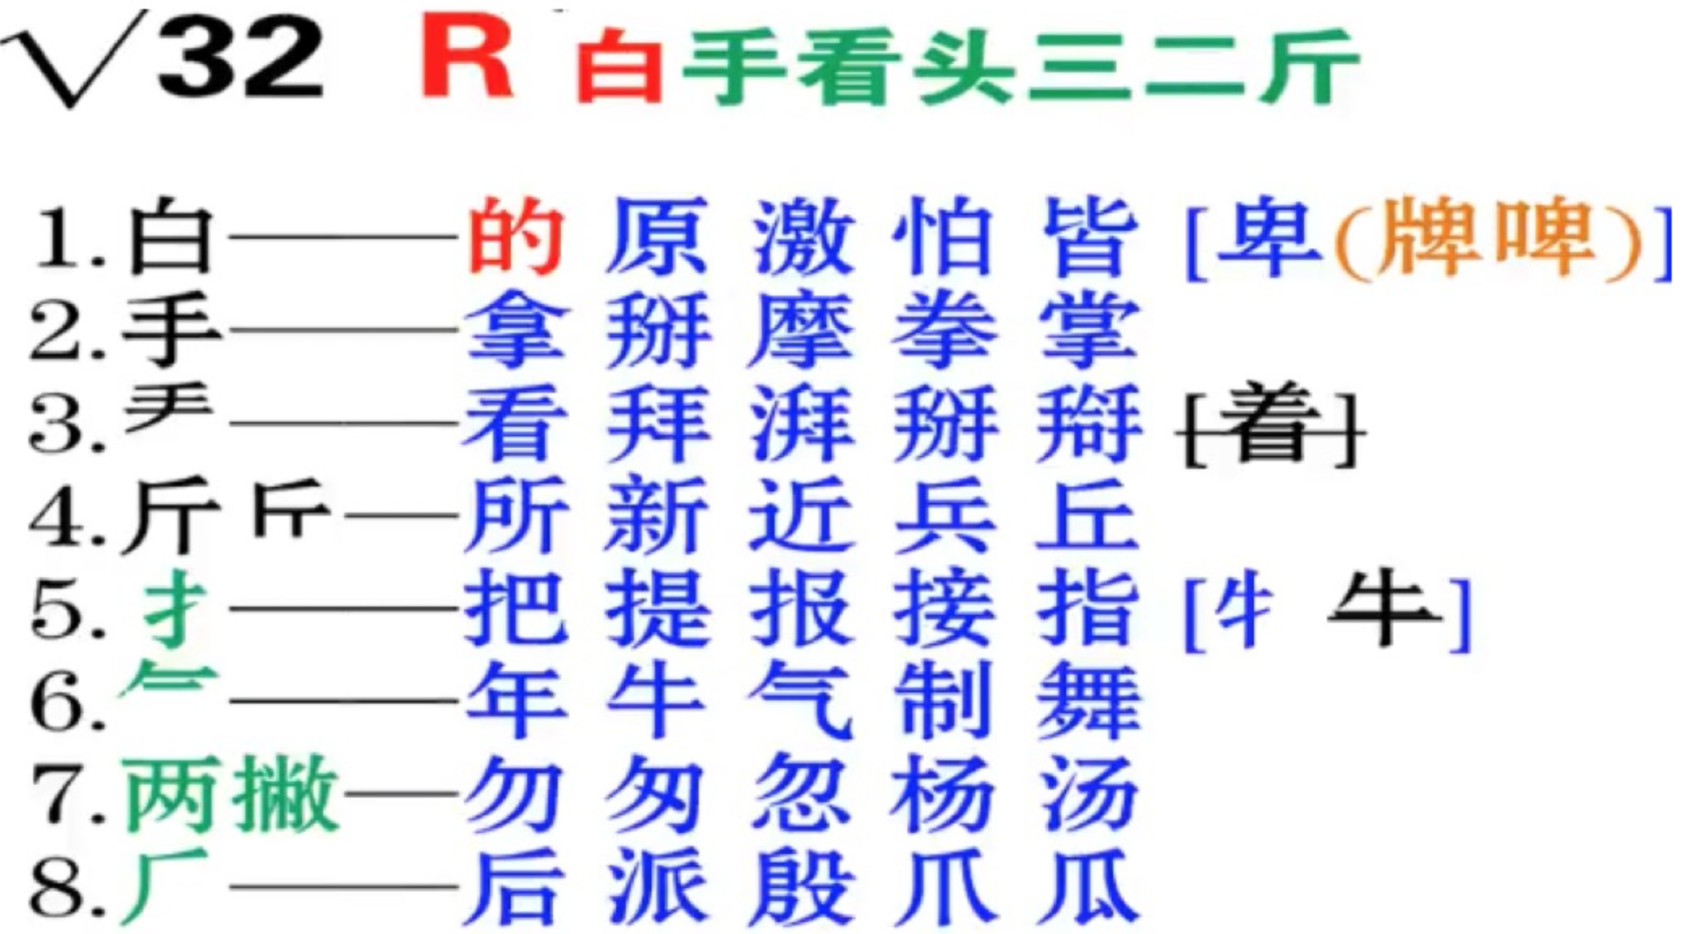 √32 R 白手看头三二斤
1.白——的 原 激 怕 皆 [卑(牌啤)]
2.手——拿 掰 摩 拳 掌
3.龵——看 拜 湃 掰 搿 [着]
4.斤 𠂢—所 新 近 兵 丘
5.扌——把 提 报 接 指 [牜 牛]
6.𠂉——年 牛 气 制 舞
7.两撇—勿 匆 忽 杨 汤
8.厂——后 派 殷 爪 瓜